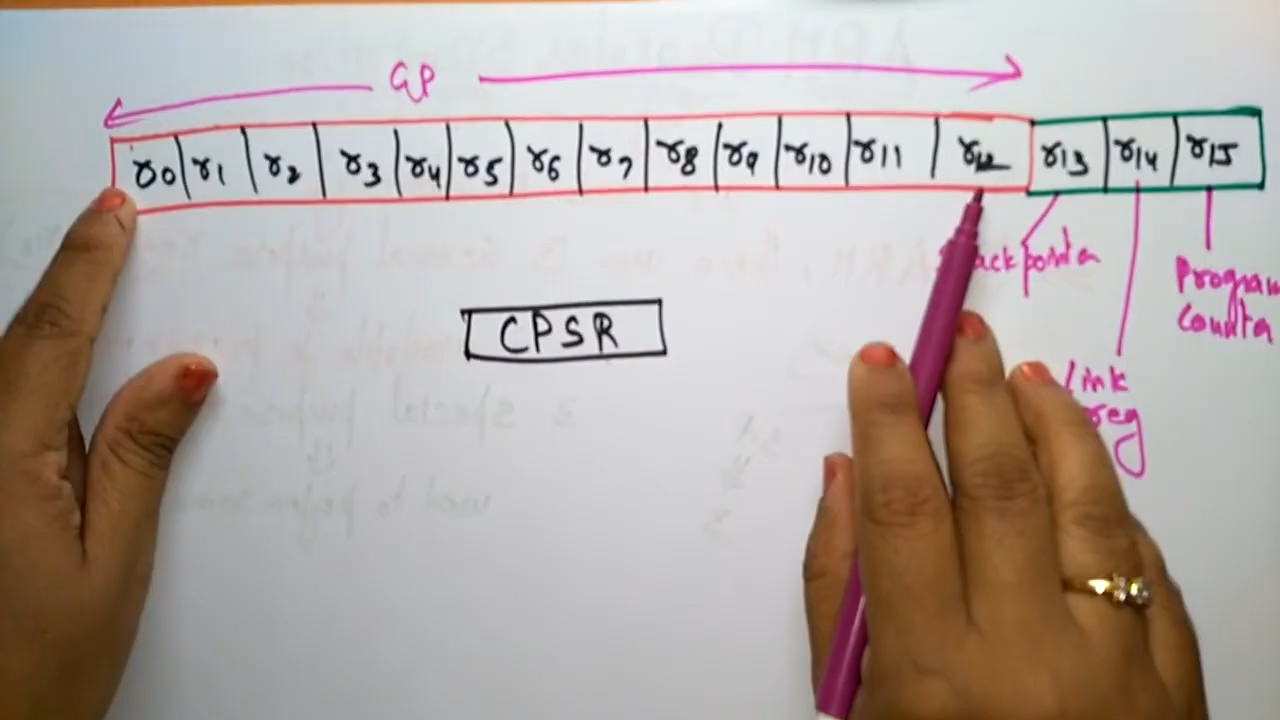 GP
r0 r1 r2 r3 r4 r5 r6 r7 r8 r9 r10 r11 r12 r13 r14 r15
pointer
Program
Counter
CPSR
link
reg